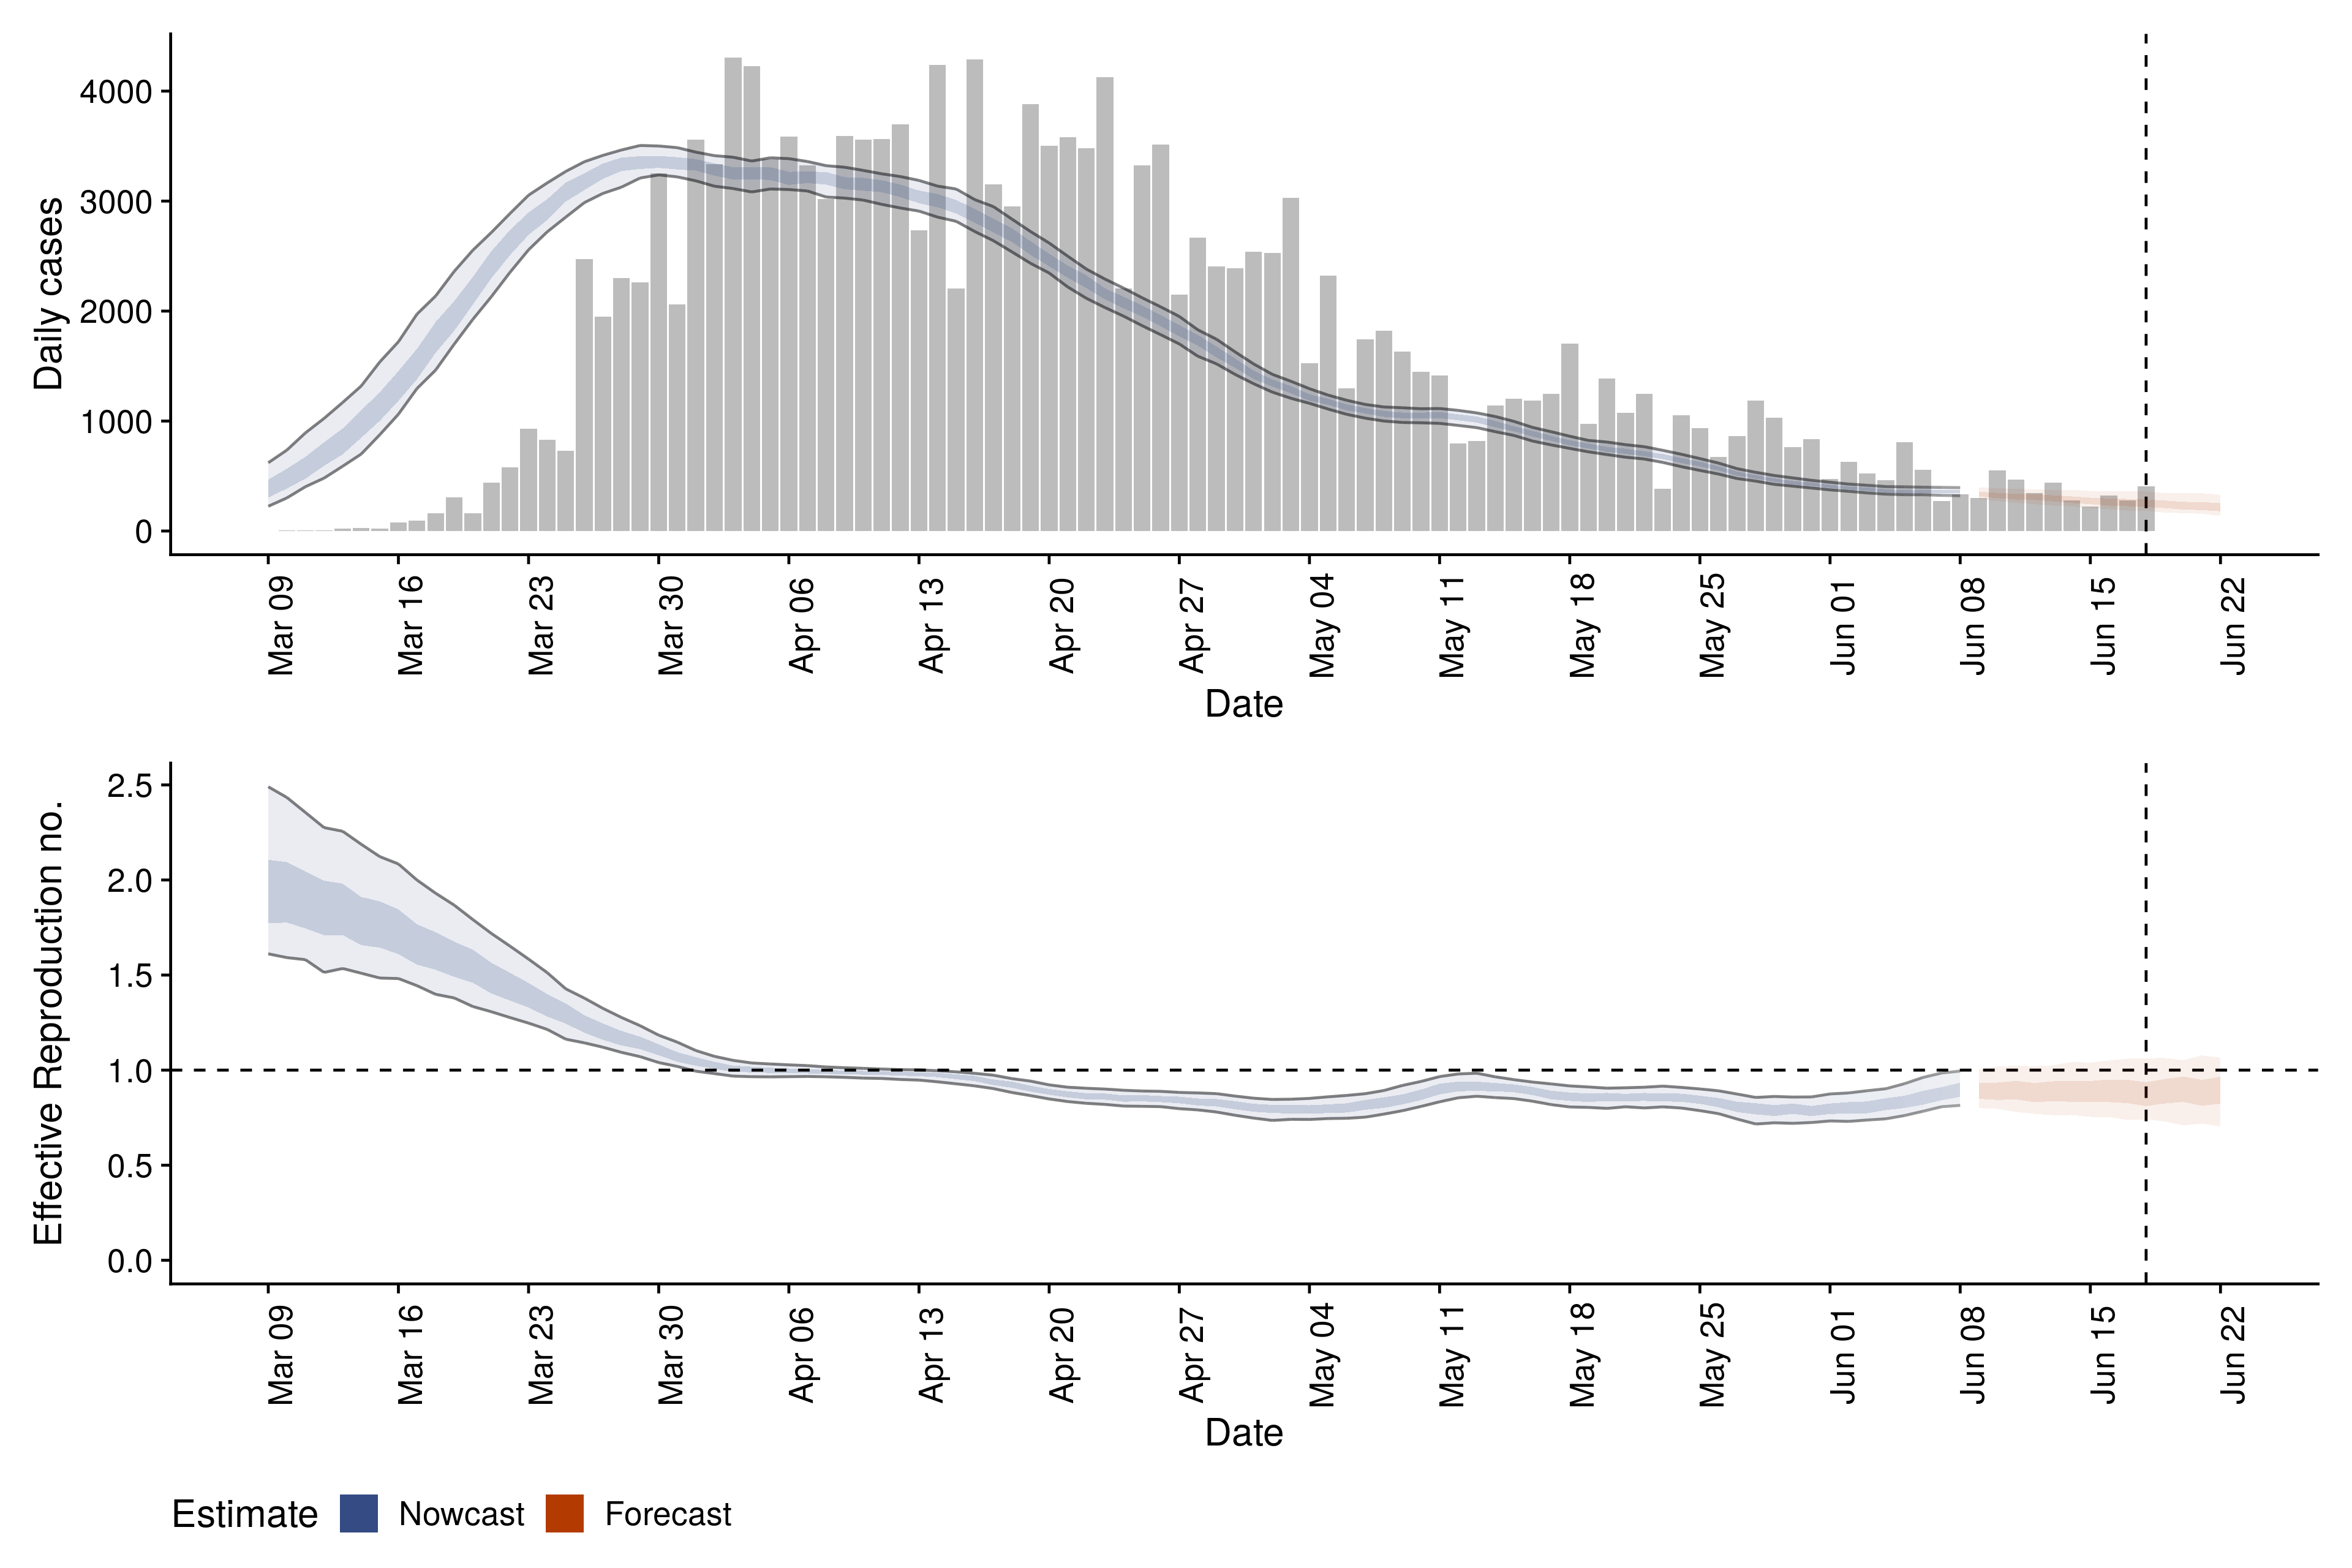 Daily cases
4000
3000
2000
1000
0
Mar 09 Mar 16 Mar 23 Mar 30 Apr 06 Apr 13 Apr 20 Apr 27 May 04 May 11 May 18 May 25 Jun 01 Jun 08 Jun 15 Jun 22
Date
Effective Reproduction no.
2.5
2.0
1.5
1.0
0.5
0.0
Mar 09 Mar 16 Mar 23 Mar 30 Apr 06 Apr 13 Apr 20 Apr 27 May 04 May 11 May 18 May 25 Jun 01 Jun 08 Jun 15 Jun 22
Date
Estimate Nowcast Forecast